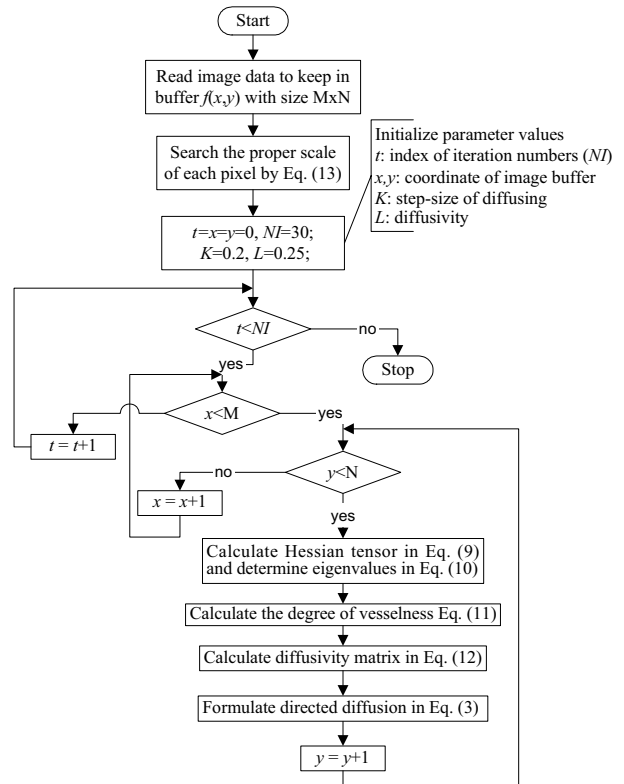 Start
Read image data to keep in
buffer f(x,y) with size MxN
Search the proper scale
of each pixel by Eq. (13)
t=x=y=0, NI=30;
K=0.2, L=0.25;
Initialize parameter values
t: index of iteration numbers (NI)
x,y: coordinate of image buffer
K: step-size of diffusing
L: diffusivity
t<NI
no
Stop
yes
x<M
yes
t = t+1
y<N
no
x = x+1
yes
Calculate Hessian tensor in Eq. (9)
and determine eigenvalues in Eq. (10)
Calculate the degree of vesselness Eq. (11)
Calculate diffusivity matrix in Eq. (12)
Formulate directed diffusion in Eq. (3)
y = y+1